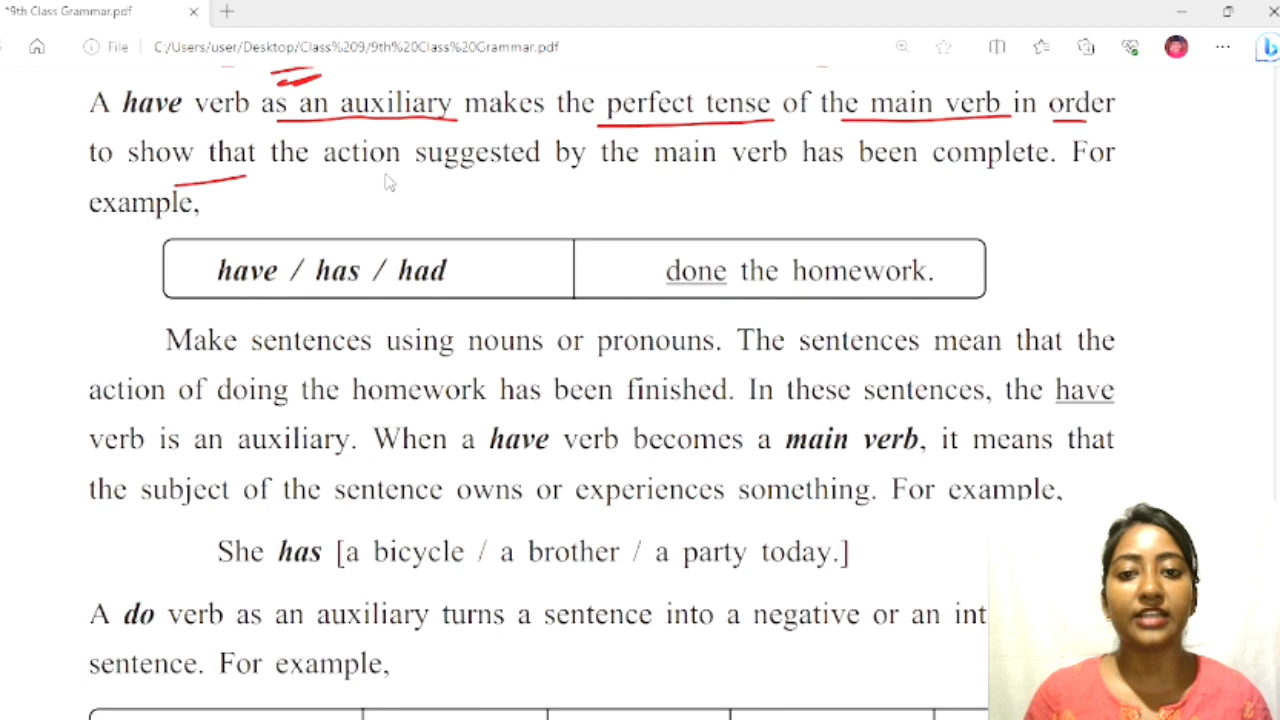 *9th Class Grammar.pdf
File C:/Users/user/Desktop/Class%209/9th%20Class%20Grammar.pdf
A have verb as an auxiliary makes the perfect tense of the main verb in order
to show that the action suggested by the main verb has been complete. For
example,
have / has / had done the homework.
Make sentences using nouns or pronouns. The sentences mean that the
action of doing the homework has been finished. In these sentences, the have
verb is an auxiliary. When a have verb becomes a main verb, it means that
the subject of the sentence owns or experiences something. For example,
She has [a bicycle / a brother / a party today.]
A do verb as an auxiliary turns a sentence into a negative or an int
sentence. For example,